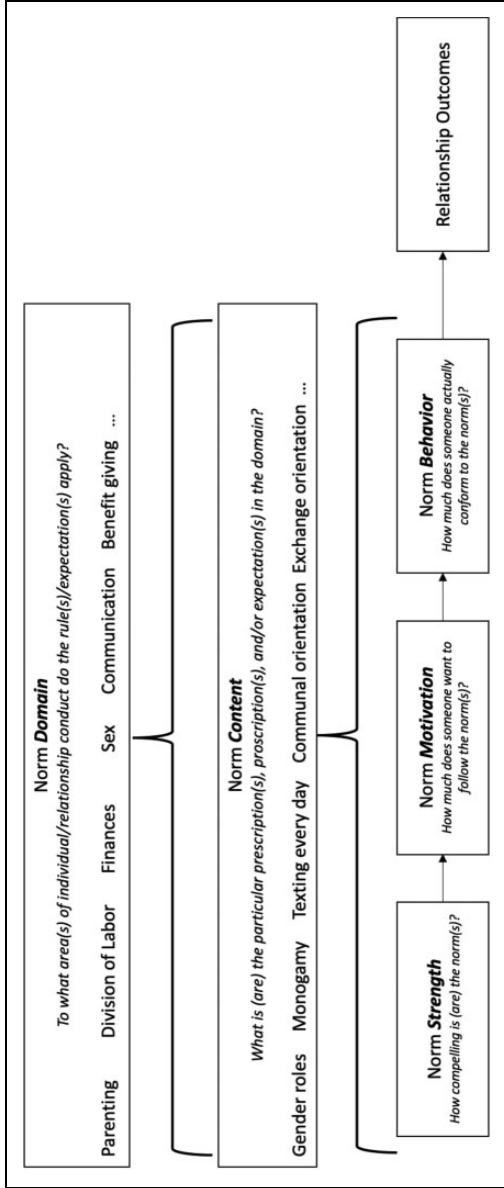 Norm Domain
To what area(s) of individual/relationship conduct do the rule(s)/expectation(s) apply?
Parenting Division of Labor Finances Sex Communication Benefit giving ...
Norm Content
What is (are) the particular prescription(s), proscription(s), and/or expectation(s) in the domain?
Gender roles Monogamy Texting every day Communal orientation Exchange orientation ...
Norm Strength
How compelling is (are) the norm(s)?
Norm Motivation
How much does someone want to
follow the norm(s)?
Norm Behavior
How much does someone actually
conform to the norm(s)?
Relationship Outcomes